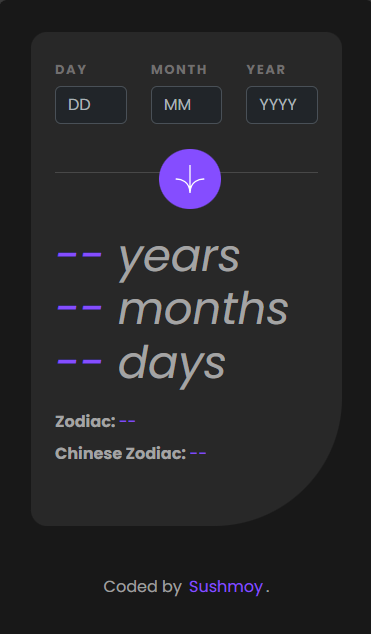 DAY MONTH YEAR
DD MM YYYY
-- years
-- months
-- days
Zodiac: --
Chinese Zodiac: --
Coded by Sushmoy.